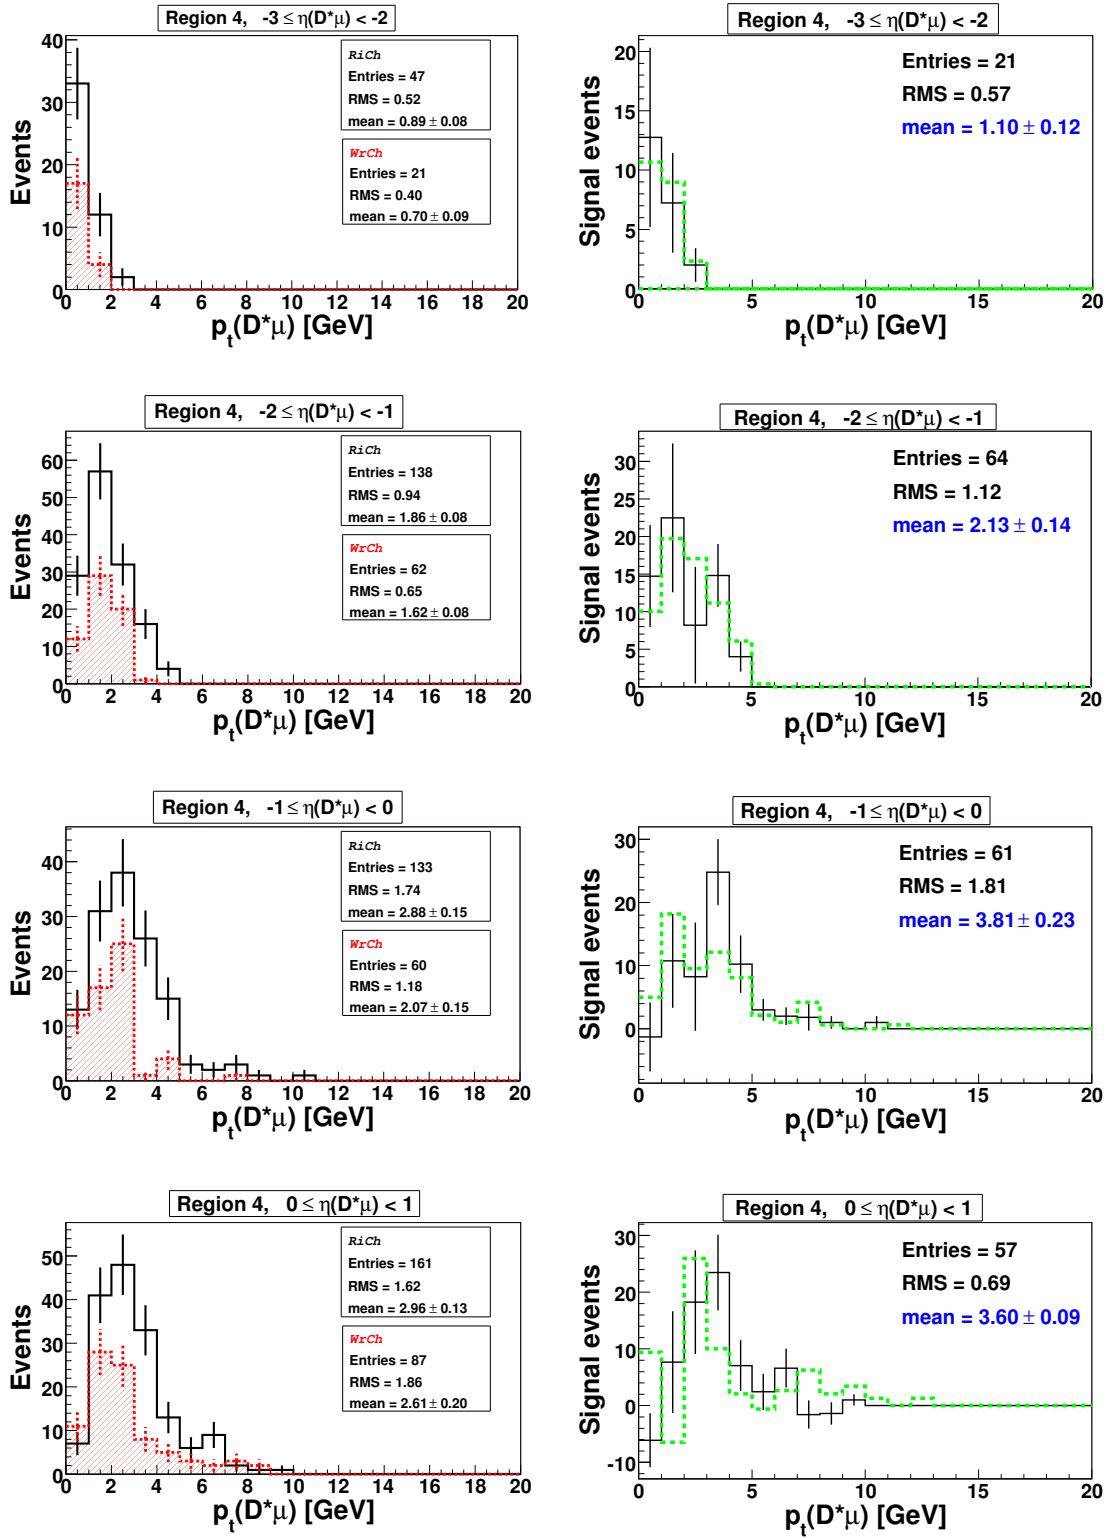 Region 4, -3 ≤ η(D*μ) < -2
Events
40
30
20
10
0
RiCh
Entries = 47
RMS = 0.52
mean = 0.89 ± 0.08
WrCh
Entries = 21
RMS = 0.40
mean = 0.70 ± 0.09
0 2 4 6 8 10 12 14 16 18 20
p_t(D*μ) [GeV]
Region 4, -3 ≤ η(D*μ) < -2
Signal events
20
15
10
5
0
Entries = 21
RMS = 0.57
mean = 1.10 ± 0.12
0 5 10 15 20
p_t(D*μ) [GeV]
Region 4, -2 ≤ η(D*μ) < -1
Events
60
50
40
30
20
10
0
RiCh
Entries = 138
RMS = 0.94
mean = 1.86 ± 0.08
WrCh
Entries = 62
RMS = 0.65
mean = 1.62 ± 0.08
0 2 4 6 8 10 12 14 16 18 20
p_t(D*μ) [GeV]
Region 4, -2 ≤ η(D*μ) < -1
Signal events
30
25
20
15
10
5
0
Entries = 64
RMS = 1.12
mean = 2.13 ± 0.14
0 5 10 15 20
p_t(D*μ) [GeV]
Region 4, -1 ≤ η(D*μ) < 0
Events
40
30
20
10
0
RiCh
Entries = 133
RMS = 1.74
mean = 2.88 ± 0.15
WrCh
Entries = 60
RMS = 1.18
mean = 2.07 ± 0.15
0 2 4 6 8 10 12 14 16 18 20
p_t(D*μ) [GeV]
Region 4, -1 ≤ η(D*μ) < 0
Signal events
30
20
10
0
Entries = 61
RMS = 1.81
mean = 3.81 ± 0.23
0 5 10 15 20
p_t(D*μ) [GeV]
Region 4, 0 ≤ η(D*μ) < 1
Events
50
40
30
20
10
0
RiCh
Entries = 161
RMS = 1.62
mean = 2.96 ± 0.13
WrCh
Entries = 87
RMS = 1.86
mean = 2.61 ± 0.20
0 2 4 6 8 10 12 14 16 18 20
p_t(D*μ) [GeV]
Region 4, 0 ≤ η(D*μ) < 1
Signal events
30
20
10
0
-10
Entries = 57
RMS = 0.69
mean = 3.60 ± 0.09
0 5 10 15 20
p_t(D*μ) [GeV]